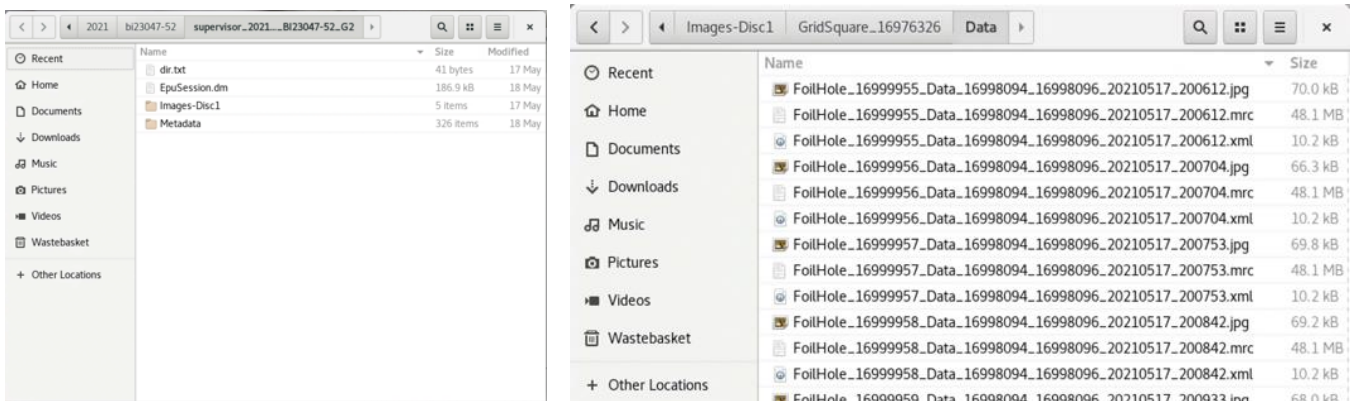 2021 bi23047-52 supervisor_2021...._BI23047-52_G2
Recent
Home
Documents
Downloads
Music
Pictures
Videos
Wastebasket
+ Other Locations
Name Size Modified
dir.txt 41 bytes 17 May
EpuSession.dm 186.9 kB 18 May
Images-Disc1 5 items 17 May
Metadata 326 items 18 May
Images-Disc1 GridSquare_16976326 Data
Recent
Home
Documents
Downloads
Music
Pictures
Videos
Wastebasket
+ Other Locations
Name Size
FoilHole_16999955_Data_16998094_16998096_20210517_200612.jpg 70.0 kB
FoilHole_16999955_Data_16998094_16998096_20210517_200612.mrc 48.1 MB
FoilHole_16999955_Data_16998094_16998096_20210517_200612.xml 10.2 kB
FoilHole_16999956_Data_16998094_16998096_20210517_200704.jpg 66.3 kB
FoilHole_16999956_Data_16998094_16998096_20210517_200704.mrc 48.1 MB
FoilHole_16999956_Data_16998094_16998096_20210517_200704.xml 10.2 kB
FoilHole_16999957_Data_16998094_16998096_20210517_200753.jpg 69.8 kB
FoilHole_16999957_Data_16998094_16998096_20210517_200753.mrc 48.1 MB
FoilHole_16999957_Data_16998094_16998096_20210517_200753.xml 10.2 kB
FoilHole_16999958_Data_16998094_16998096_20210517_200842.jpg 69.2 kB
FoilHole_16999958_Data_16998094_16998096_20210517_200842.mrc 48.1 MB
FoilHole_16999958_Data_16998094_16998096_20210517_200842.xml 10.2 kB
FoilHole_16999959_Data_16998094_16998096_20210517_200933.jpg 68.0 kB